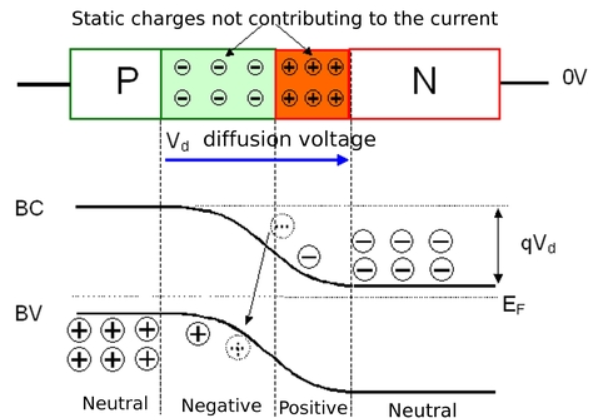 Static charges not contributing to the current
P
N
0V
V_d diffusion voltage
BC
qV_d
E_F
BV
Neutral
Negative
Positive
Neutral